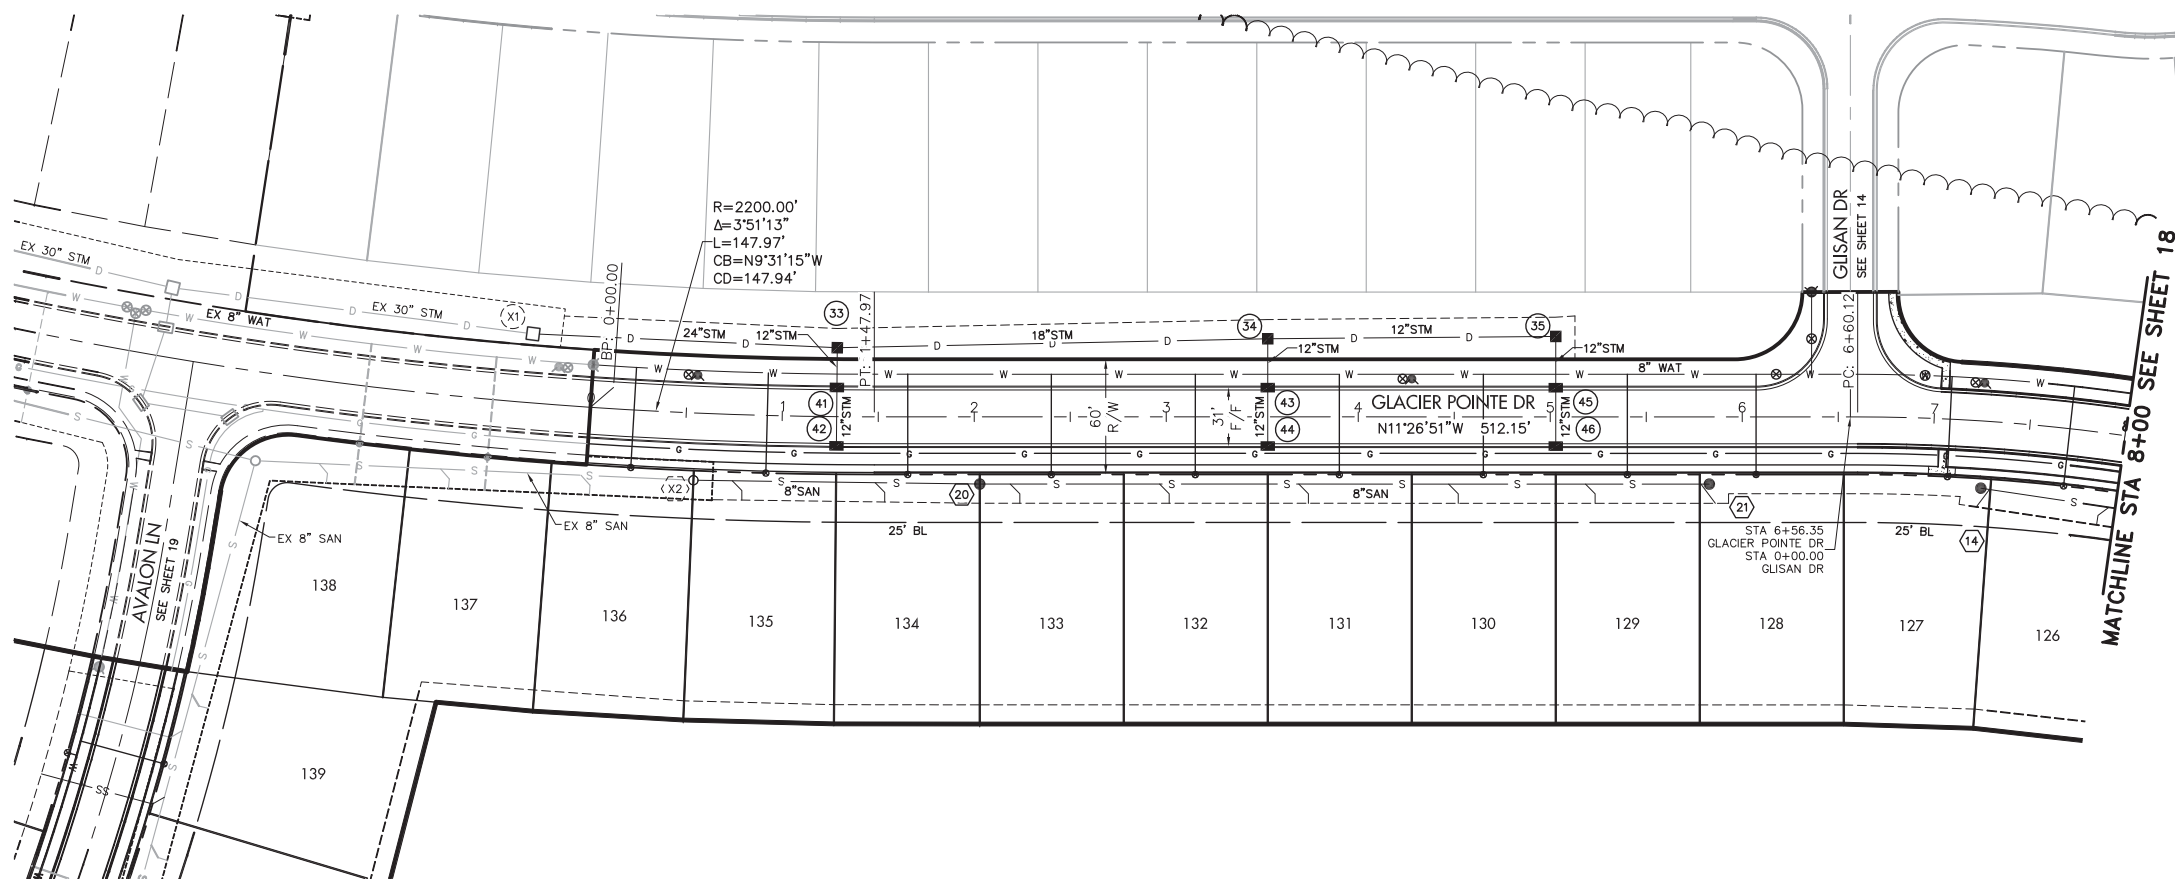 EX 30" STM
D
D
EX 8" WAT
EX 30" STM
D
X1
BP: 0+00.00
R=2200.00'
Δ=3°51'13"
L=147.97'
CB=N9°31'15"W
CD=147.94'
33
PT: 1+47.97
24"STM
12"STM
18"STM
34
12"STM
12"STM
35
12"STM
8" WAT
GLISAN DR
SEE SHEET 14
PC: 6+60.12
MATCHLINE STA 8+00 SEE SHEET 18
0
1
2
3
4
5
6
7
41
42
12"STM
60'
R/W
31'
F/F
12"STM
43
44
GLACIER POINTE DR
N11°26'51"W 512.15'
12"STM
45
46
X2
8"SAN
20
8"SAN
21
14
EX 8" SAN
EX 8" SAN
25' BL
25' BL
STA 6+56.35
GLACIER POINTE DR
STA 0+00.00
GLISAN DR
AVALON LN
SEE SHEET 19
138
137
136
135
134
133
132
131
130
129
128
127
126
139
SS